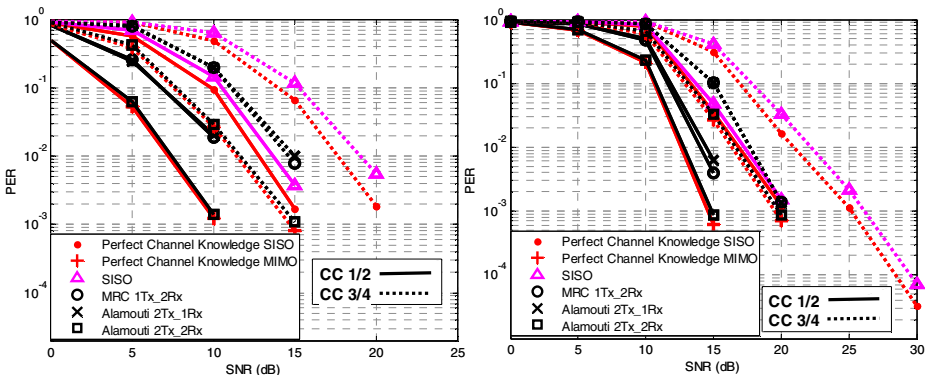 10^0
10^-1
10^-2
10^-3
10^-4
PER
0
5
10
15
20
25
SNR (dB)
Perfect Channel Knowledge SISO
Perfect Channel Knowledge MIMO
SISO
MRC 1Tx_2Rx
Alamouti 2Tx_1Rx
Alamouti 2Tx_2Rx
CC 1/2
CC 3/4
10^0
10^-1
10^-2
10^-3
10^-4
PER
0
5
10
15
20
25
30
SNR (dB)
Perfect Channel Knowledge SISO
Perfect Channel Knowledge MIMO
SISO
MRC 1Tx_2Rx
Alamouti 2Tx_1Rx
Alamouti 2Tx_2Rx
CC 1/2
CC 3/4